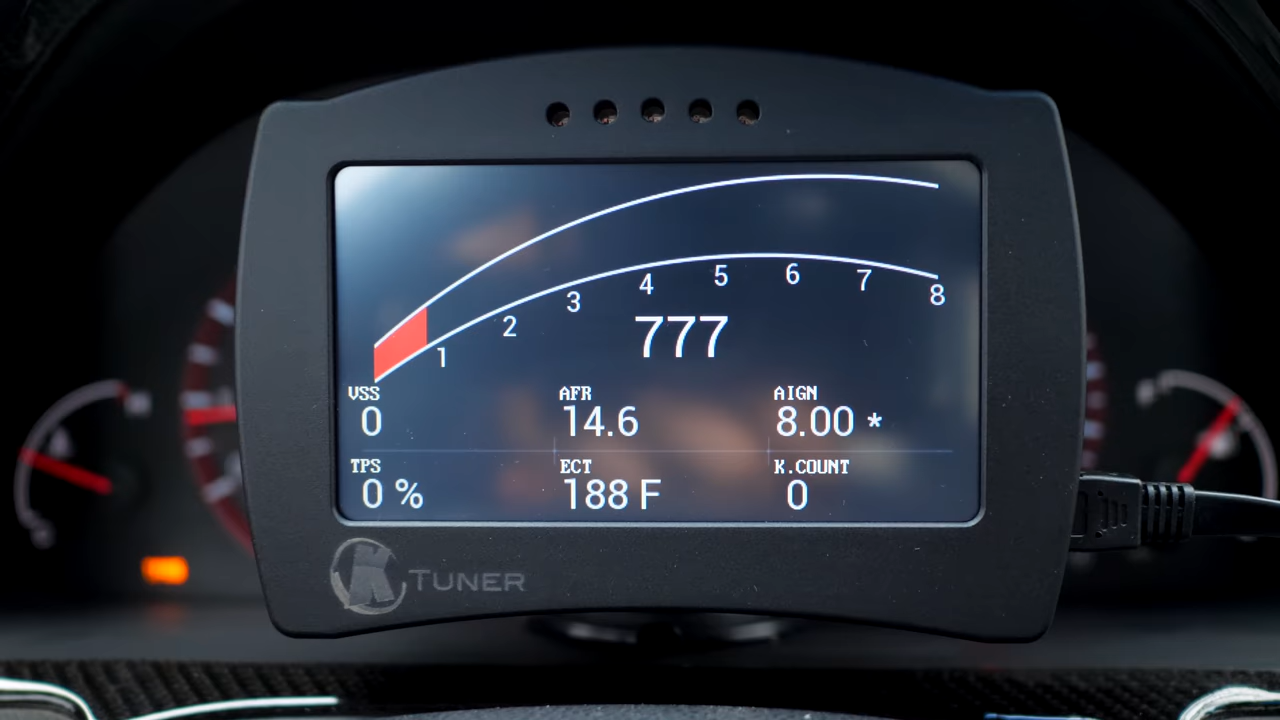 1 2 3 4 5 6 7 8
777
VSS AFR AIGN
0 14.6 8.00 *
TPS ECT K.COUNT
0 % 188 F 0
K TUNER